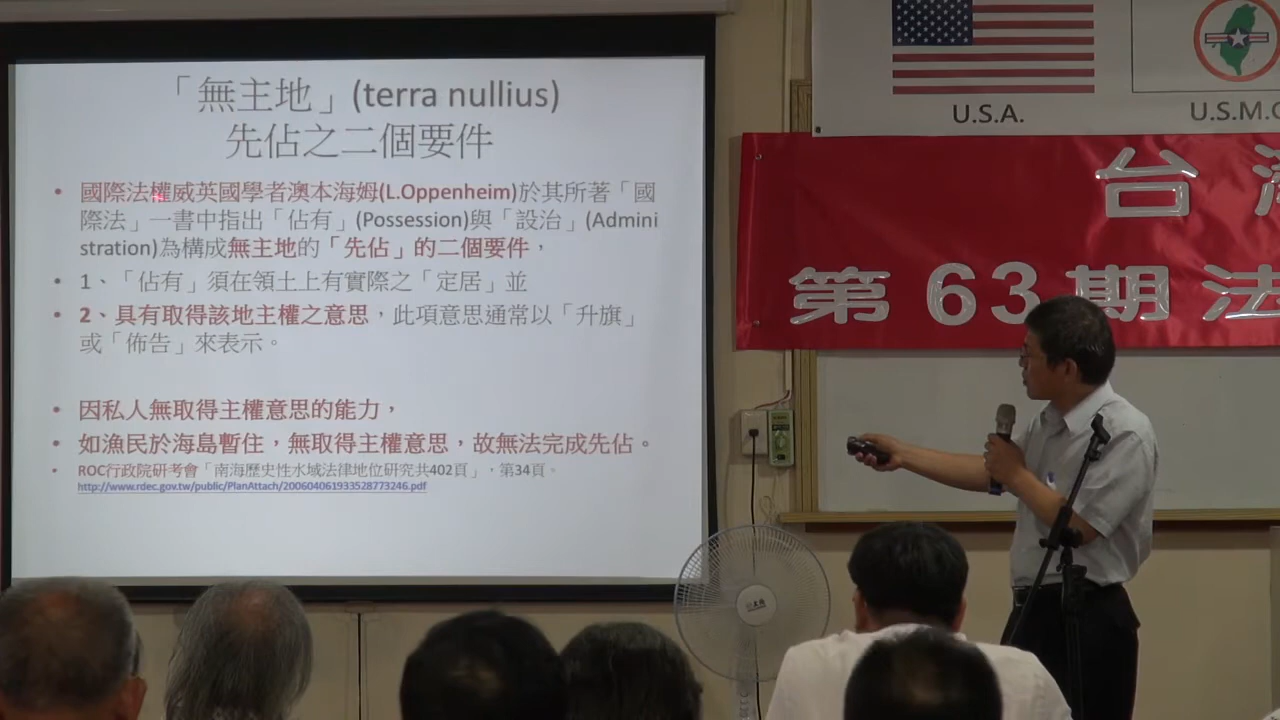 「無主地」(terra nullius)
先佔之二個要件
• 國際法權威英國學者澳本海姆(L.Oppenheim)於其所著「國
際法」一書中指出「佔有」(Possession)與「設治」(Admini
stration)為構成無主地的「先佔」的二個要件，
• 1、「佔有」須在領土上有實際之「定居」並
• 2、具有取得該地主權之意思，此項意思通常以「升旗」
或「佈告」來表示。
• 因私人無取得主權意思的能力，
• 如漁民於海島暫住，無取得主權意思，故無法完成先佔。
• ROC行政院研考會「南海歷史性水域法律地位研究共402頁」，第34頁。
http://www.rdec.gov.tw/public/PlanAttach/200604061933528773246.pdf
U.S.A.
U.S.M.G
台灣
第63期法